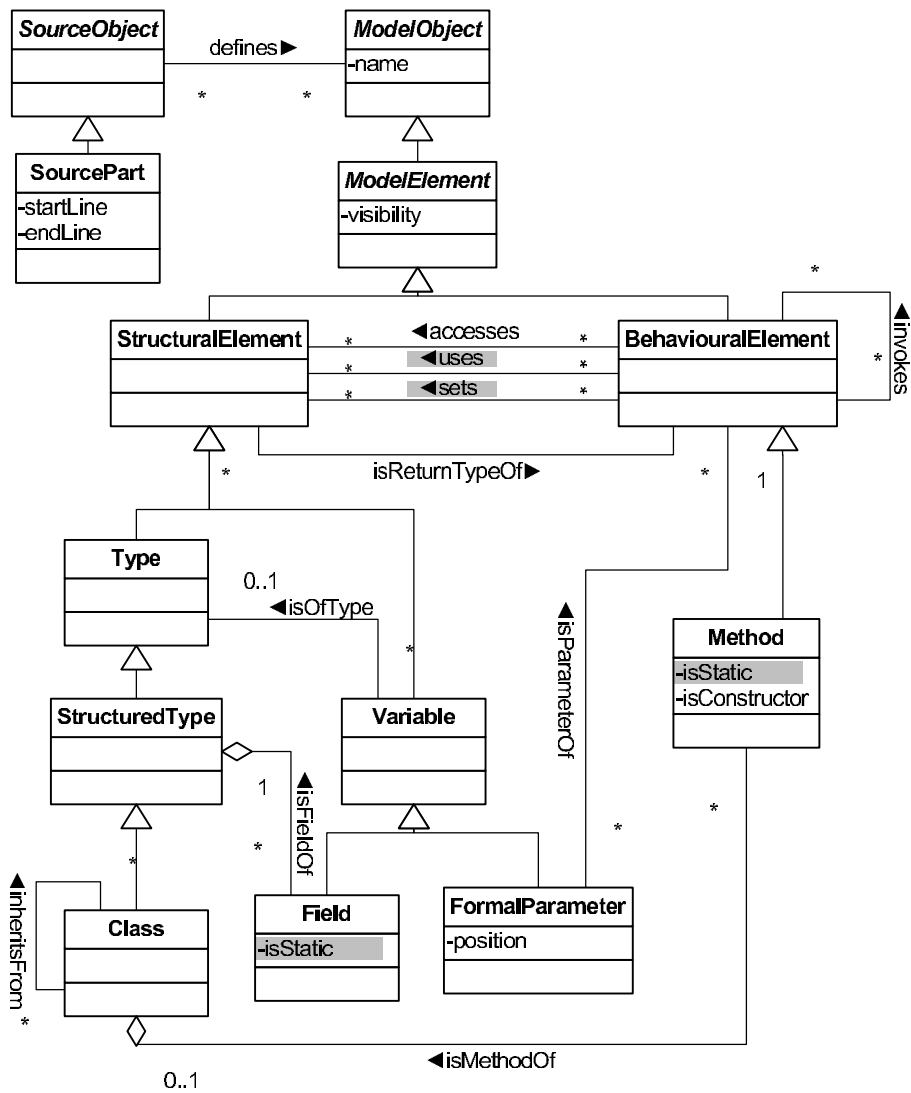 SourceObject
ModelObject
defines►
-name
*
*
SourcePart
-startLine
-endLine
ModelElement
-visibility
*
StructuralElement
◄accesses
BehaviouralElement
*
*
◄uses
*
*
◄sets
*
*
*
◄invokes
isReturnTypeOf►
*
*
1
Type
0..1
◄isOfType
*
◄isParameterOf
Method
-isStatic
-isConstructor
StructuredType
Variable
1
◄isFieldOf
*
*
*
*
◄inheritsFrom
*
Class
Field
-isStatic
FormalParameter
-position
◄isMethodOf
0..1